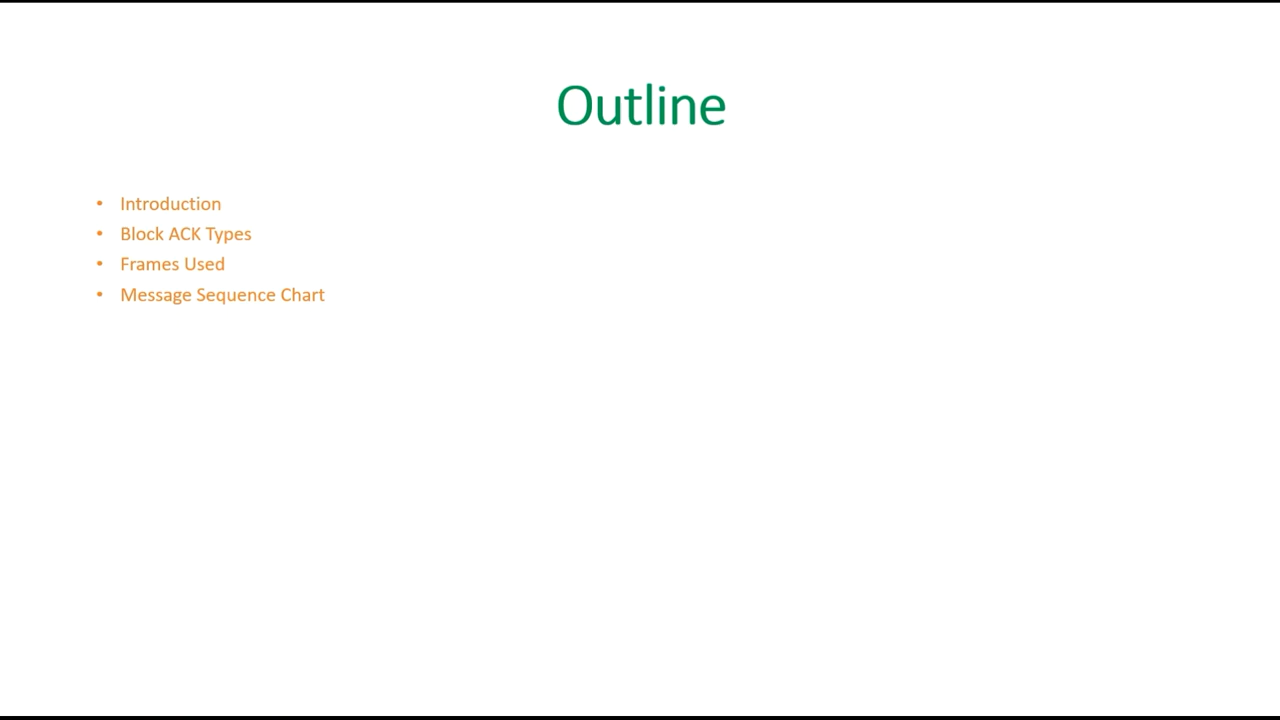 Outline
• Introduction
• Block ACK Types
• Frames Used
• Message Sequence Chart